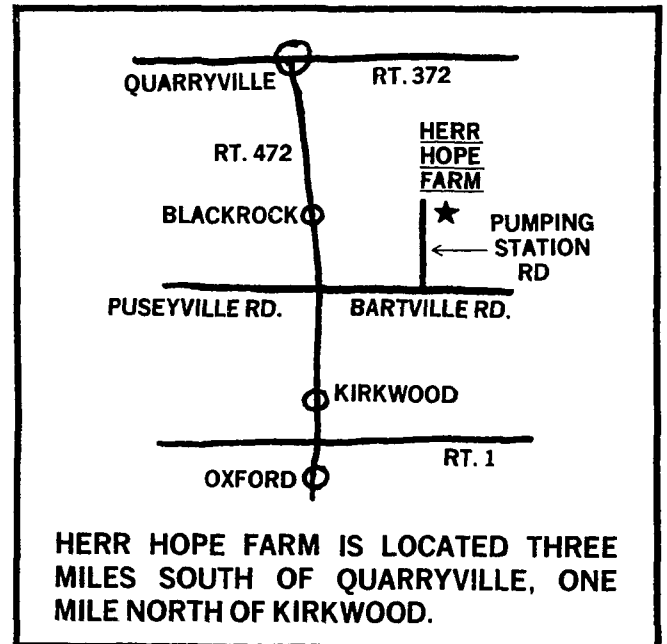 QUARRYVILLE
RT. 372
RT. 472
HERR
HOPE
FARM
BLACKROCK
PUMPING
STATION
RD
PUSEYVILLE RD.
BARTVILLE RD.
KIRKWOOD
RT. 1
OXFORD
HERR HOPE FARM IS LOCATED THREE
MILES SOUTH OF QUARRYVILLE, ONE
MILE NORTH OF KIRKWOOD.